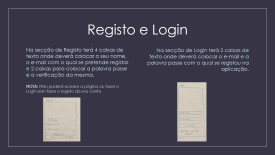 Registo e Login
Na secção de Registo terá 4 caixas de
texto onde deverá colocar o seu nome,
o e-mail com o qual se pretende registar
e 2 caixas para colocar a palavra passe
e a verificação da mesma.
NOTA: Não poderá aceder à página ou fazer o
Login sem fazer o registo da sua conta
Na secção de Login terá 2 caixas de
texto onde deverá colocar o e-mail e a
palavra passe com o qual se registou na
aplicação.